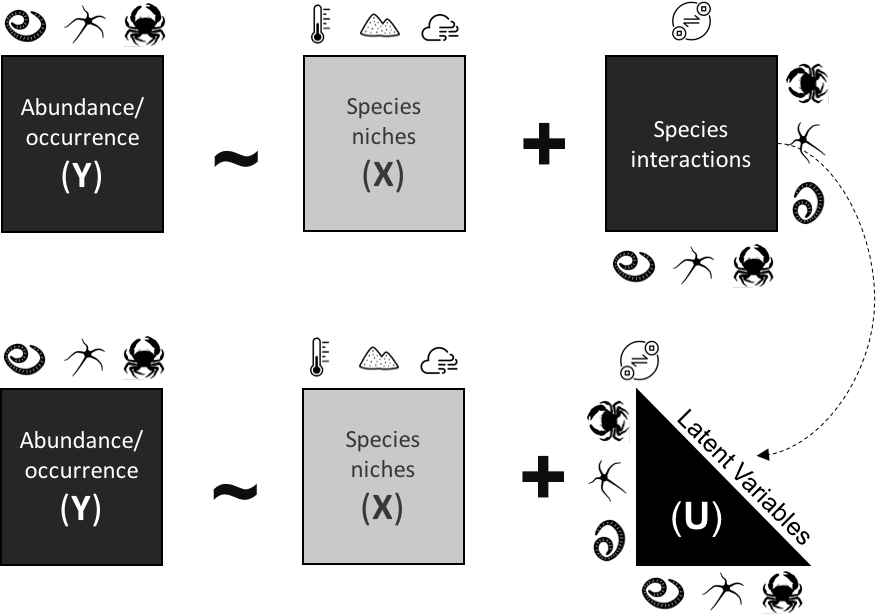 Abundance/
occurrence
(Y)
~
Species
niches
(X)
+
Species
interactions
Abundance/
occurrence
(Y)
~
Species
niches
(X)
+
Latent Variables
(U)